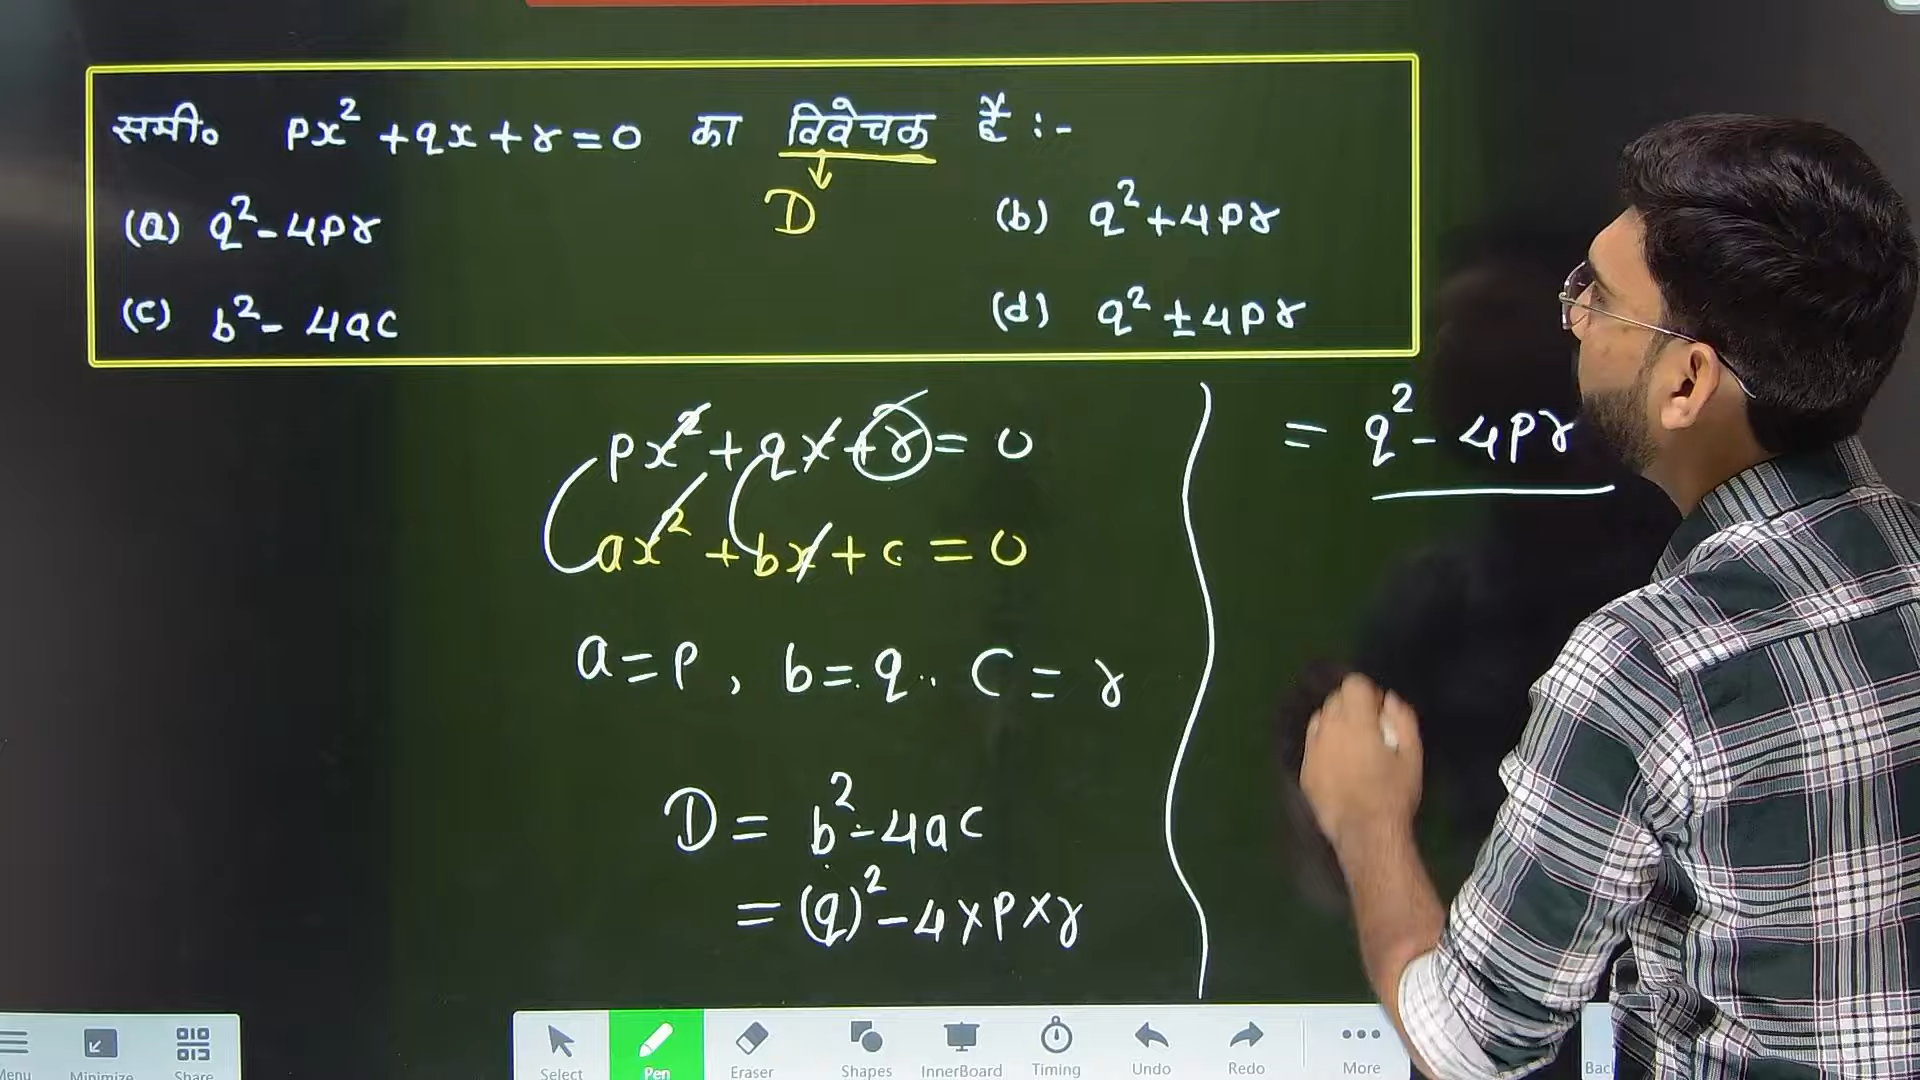 समी० px² + qx + r = 0 का विवेचक है :-
D
(a) q² - 4pr
(b) q² + 4pr
(c) b² - 4ac
(d) q² ± 4pr
px² + qx + r = 0
ax² + bx + c = 0
a = p, b = q, c = r
D = b² - 4ac
= (q)² - 4 × p × r
= q² - 4pr
Menu Minimize Share Select Pen Eraser Shapes InnerBoard Timing Undo Redo More